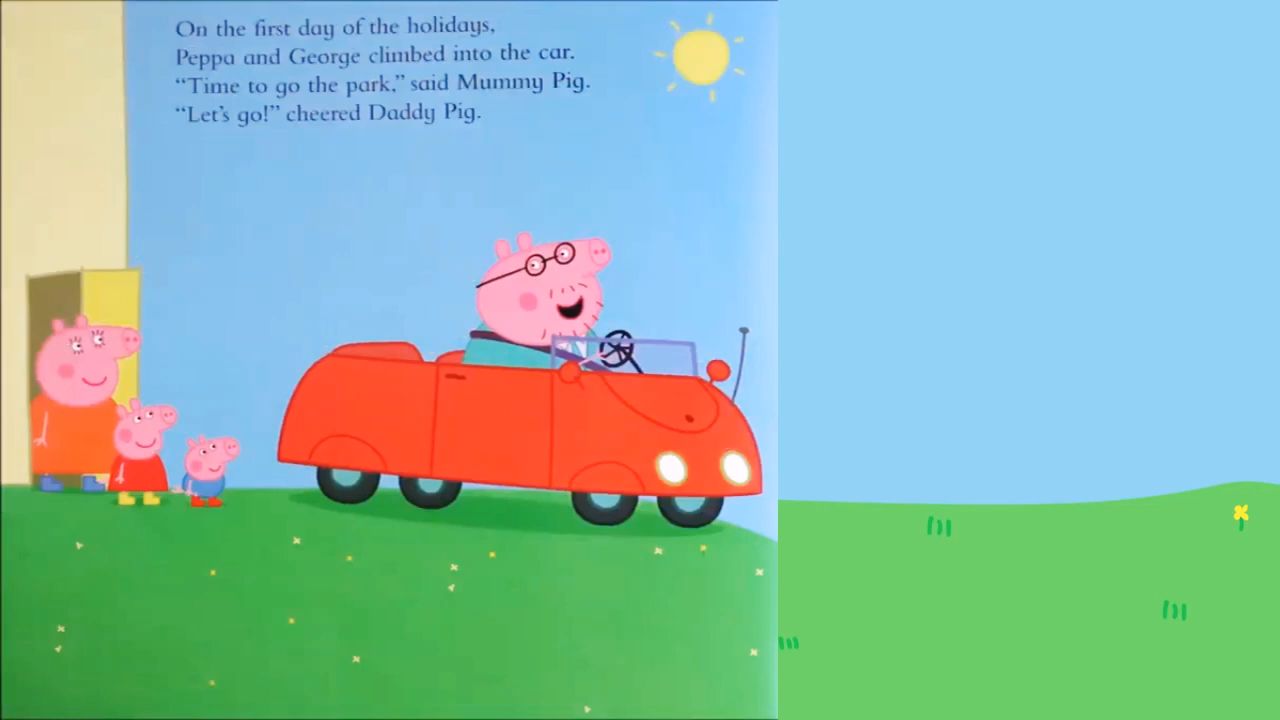 On the first day of the holidays,
Peppa and George climbed into the car.
“Time to go the park,” said Mummy Pig.
“Let’s go!” cheered Daddy Pig.